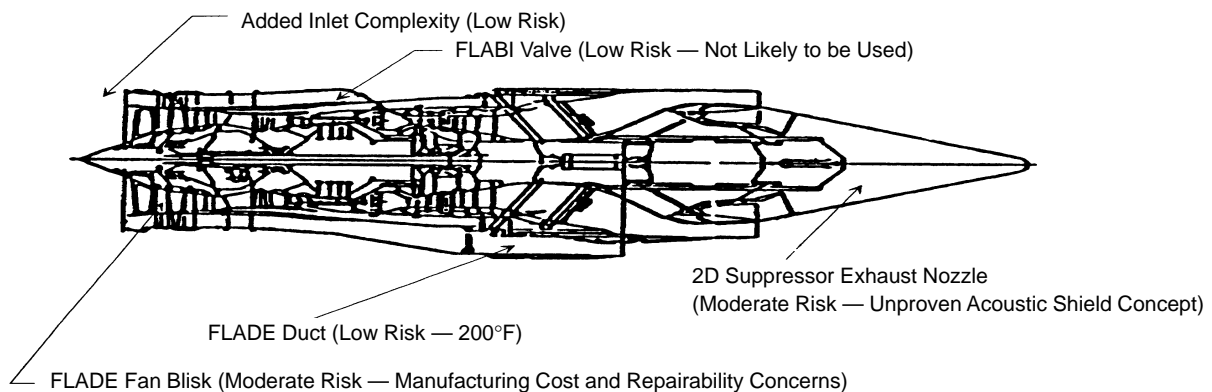 Added Inlet Complexity (Low Risk)
FLABI Valve (Low Risk — Not Likely to be Used)
2D Suppressor Exhaust Nozzle
(Moderate Risk — Unproven Acoustic Shield Concept)
FLADE Duct (Low Risk — 200°F)
FLADE Fan Blisk (Moderate Risk — Manufacturing Cost and Repairability Concerns)